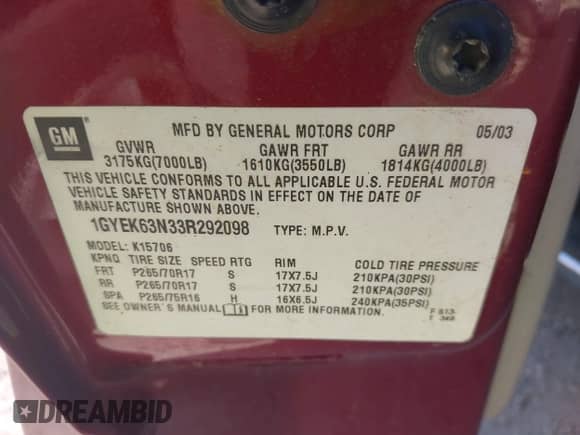 GM
MFD BY GENERAL MOTORS CORP 05/03
GVWR GAWR FRT GAWR RR
3175KG(7000LB) 1610KG(3550LB) 1814KG(4000LB)
THIS VEHICLE CONFORMS TO ALL APPLICABLE U.S. FEDERAL MOTOR
VEHICLE SAFETY STANDARDS IN EFFECT ON THE DATE OF
MANUFACTURE SHOWN ABOVE.
1GYEK63N33R292098 TYPE: M.P.V.
MODEL: K15706
KPNQ TIRE SIZE SPEED RTG RIM COLD TIRE PRESSURE
FRT P265/70R17 S 17X7.5J 210KPA(30PSI)
RR P265/70R17 S 17X7.5J 210KPA(30PSI)
SPA P265/75R16 H 16X6.5J 240KPA(35PSI)
SEE OWNER'S MANUAL FOR MORE INFORMATION.
DREAMBID